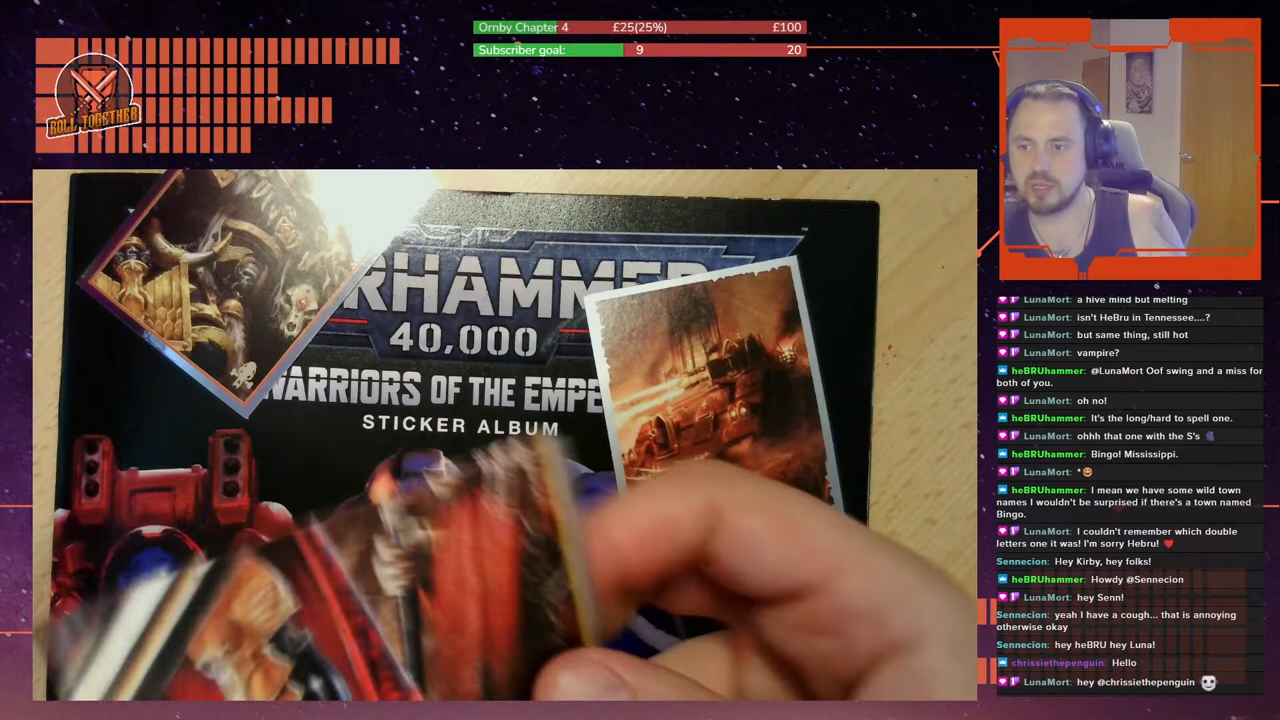 Ornby Chapter 4 £25(25%) £100
Subscriber goal: 9 20
ROLL TOGETHER
RHAMMER
40,000
WARRIORS OF THE EMPE
STICKER ALBUM
LunaMort: a hive mind but melting
LunaMort: isn't HeBru in Tennessee....?
LunaMort: but same thing, still hot
LunaMort: vampire?
heBRUhammer: @LunaMort Oof swing and a miss for
both of you.
LunaMort: oh no!
heBRUhammer: It's the long/hard to spell one.
LunaMort: ohhh that one with the S's
heBRUhammer: Bingo! Mississippi.
LunaMort: *
heBRUhammer: I mean we have some wild town
names I wouldn't be surprised if there's a town named
Bingo.
LunaMort: I couldn't remember which double
letters one it was! I'm sorry Hebru!
Sennecion: Hey Kirby, hey folks!
heBRUhammer: Howdy @Sennecion
LunaMort: hey Senn!
Sennecion: yeah I have a cough... that is annoying
otherwise okay
Sennecion: hey heBRU hey Luna!
chrissiethepenguin: Hello
LunaMort: hey @chrissiethepenguin